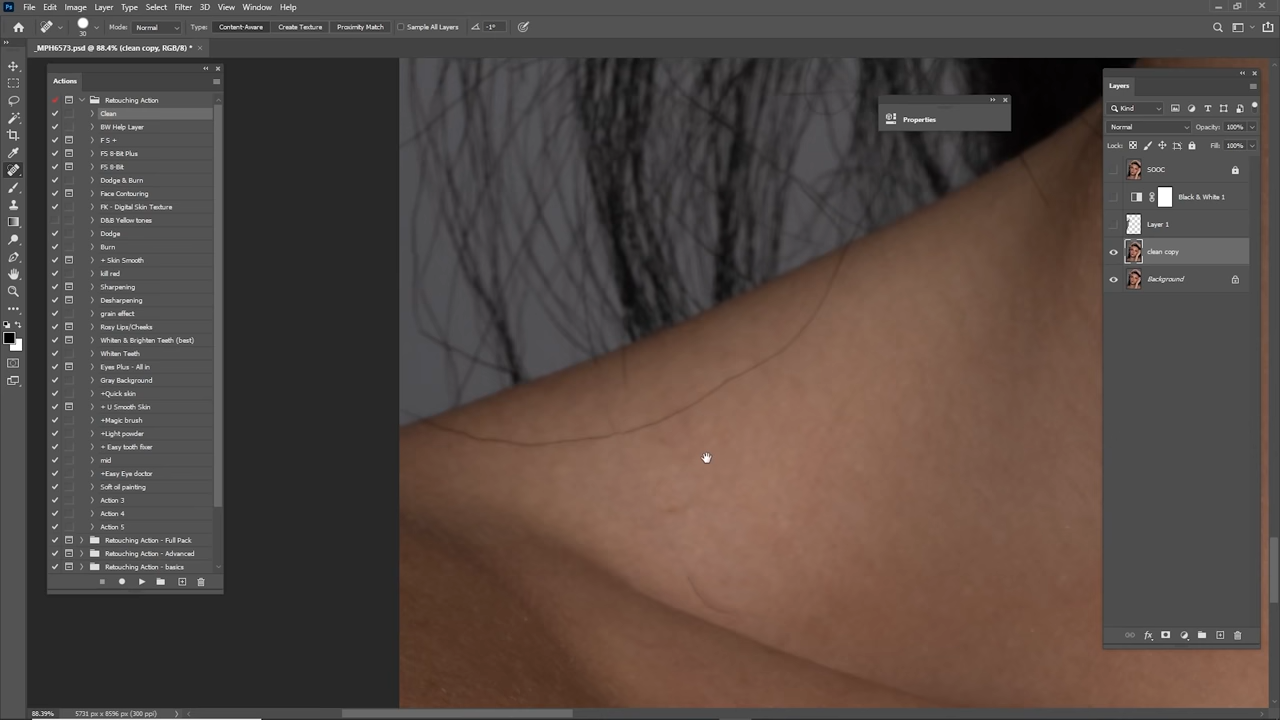 Ps File Edit Image Layer Type Select Filter 3D View Window Help
30 Mode: Normal Type: Content-Aware Create Texture Proximity Match Sample All Layers -1°
_MPH6573.psd @ 88.4% (clean copy, RGB/8) *
Actions
Retouching Action
Clean
BW Help Layer
F S +
FS 8-Bit Plus
FS 8-Bit
Dodge & Burn
Face Contouring
FK - Digital Skin Texture
D&B Yellow tones
Dodge
Burn
+ Skin Smooth
kill red
Sharpening
Desharpening
grain effect
Rosy Lips/Cheeks
Whiten & Brighten Teeth (best)
Whiten Teeth
Eyes Plus - All in
Gray Background
+Quick skin
+ U Smooth Skin
+Magic brush
+Light powder
+ Easy tooth fixer
mid
+Easy Eye doctor
Soft oil painting
Action 3
Action 4
Action 5
Retouching Action - Full Pack
Retouching Action - Advanced
Retouching Action - basics
Properties
Layers
Kind
Normal Opacity: 100%
Lock: Fill: 100%
SOOC
Black & White 1
Layer 1
clean copy
Background
88.39% 5731 px x 8596 px (300 ppi)